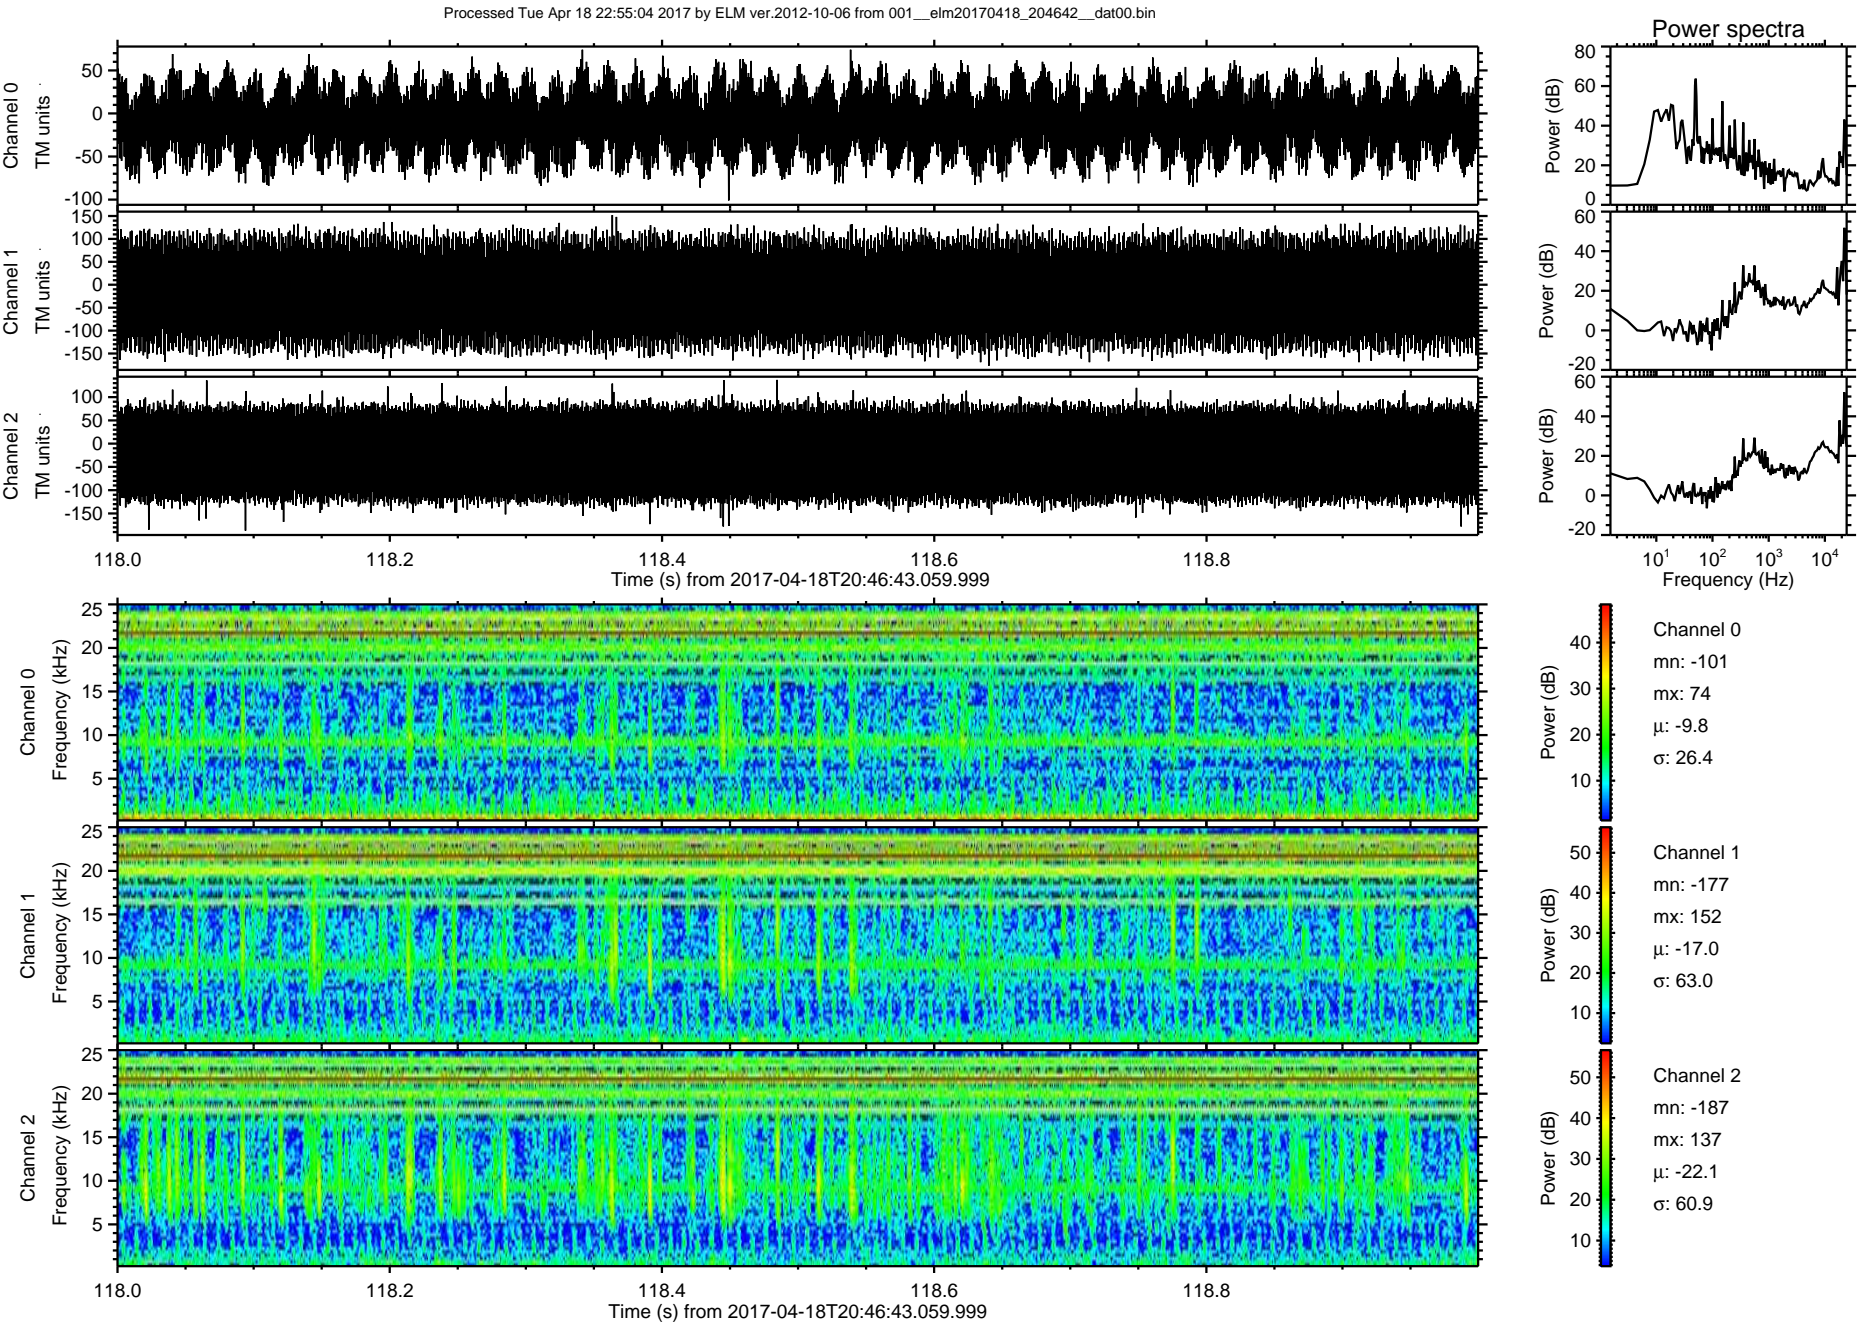 Processed Tue Apr 18 22:55:04 2017 by ELM ver.2012-10-06 from 001__elm20170418_204642__dat00.bin
Power spectra
Channel 0
TM units
50
0
-50
-100
Power (dB)
80
60
40
20
0
Channel 1
TM units
150
100
50
0
-50
-100
-150
Power (dB)
60
40
20
0
-20
Channel 2
TM units
100
50
0
-50
-100
-150
Power (dB)
60
40
20
0
-20
118.0 118.2 118.4 118.6 118.8
Time (s) from 2017-04-18T20:46:43.059.999
10^1 10^2 10^3 10^4
Frequency (Hz)
Channel 0
Frequency (kHz)
25
20
15
10
5
Power (dB)
40
30
20
10
Channel 0
mn: -101
mx: 74
μ: -9.8
σ: 26.4
Channel 1
Frequency (kHz)
25
20
15
10
5
Power (dB)
50
40
30
20
10
Channel 1
mn: -177
mx: 152
μ: -17.0
σ: 63.0
Channel 2
Frequency (kHz)
25
20
15
10
5
Power (dB)
50
40
30
20
10
Channel 2
mn: -187
mx: 137
μ: -22.1
σ: 60.9
118.0 118.2 118.4 118.6 118.8
Time (s) from 2017-04-18T20:46:43.059.999